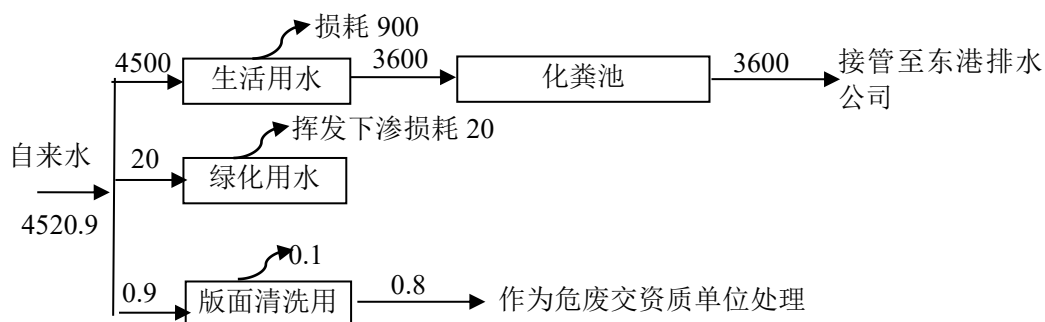 损耗 900
4500
生活用水
3600
化粪池
3600
接管至东港排水
公司
挥发下渗损耗 20
自来水
20
绿化用水
4520.9
0.1
0.9
版面清洗用
0.8
作为危废交资质单位处理